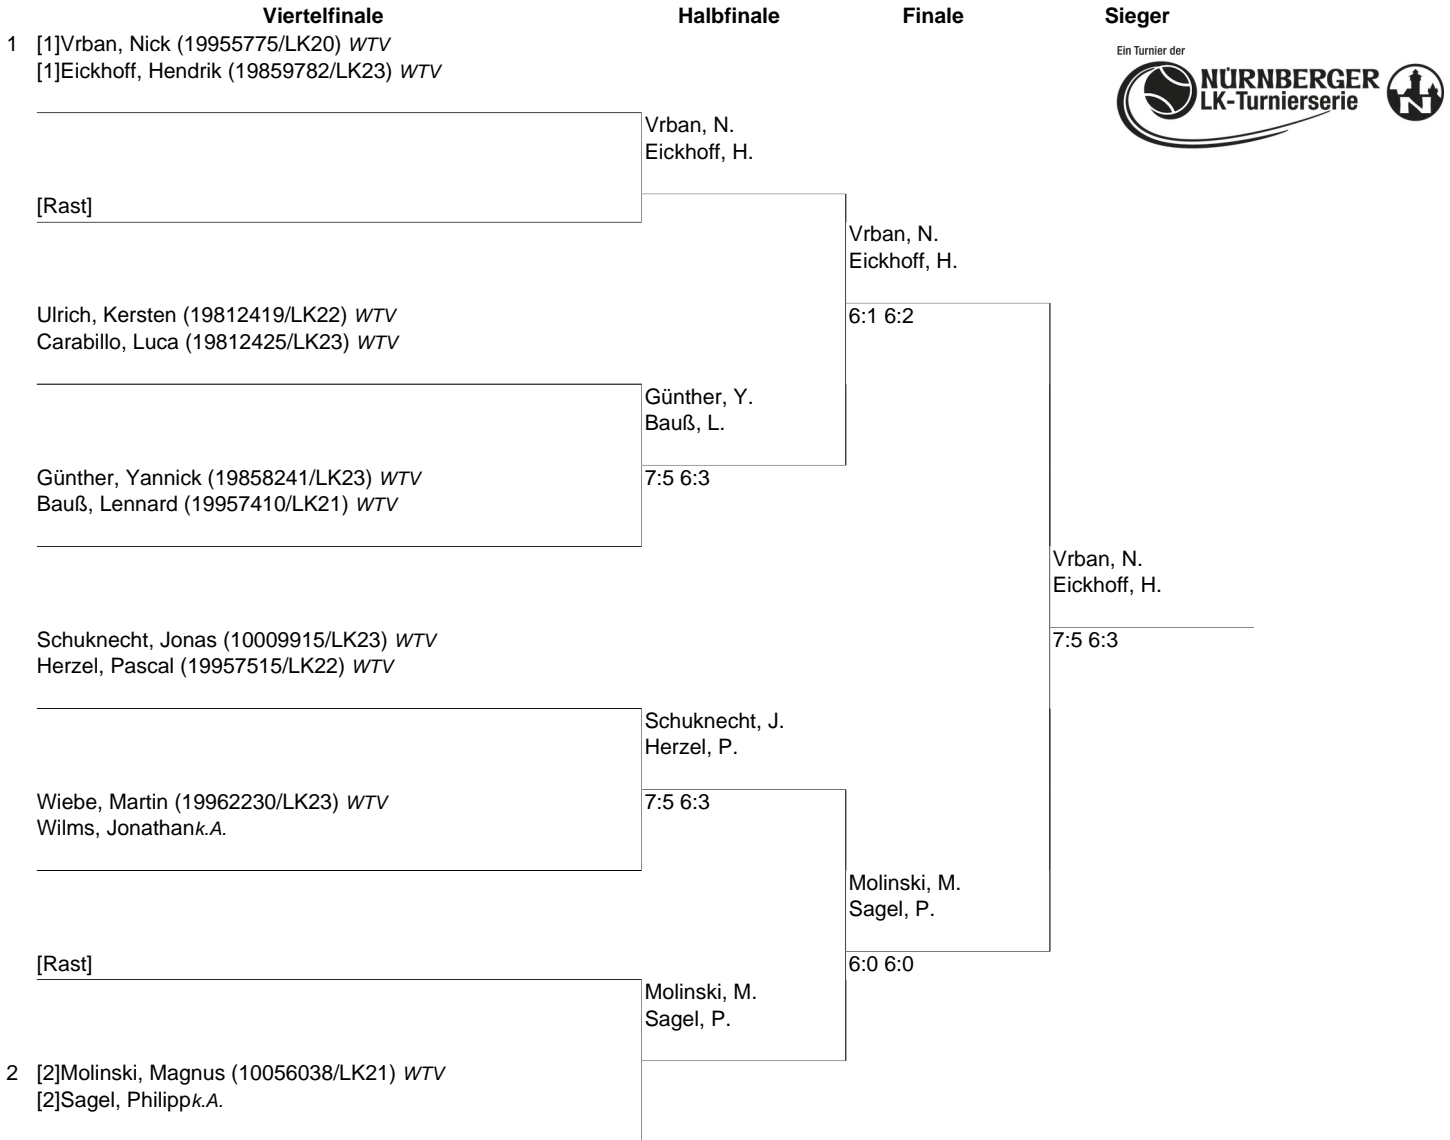 Viertelfinale Halbfinale Finale Sieger
1 [1]Vrban, Nick (19955775/LK20) WTV
[1]Eickhoff, Hendrik (19859782/LK23) WTV
Ein Turnier der
NÜRNBERGER
LK-Turnierserie
N
Vrban, N.
Eickhoff, H.
[Rast]
Vrban, N.
Eickhoff, H.
Ulrich, Kersten (19812419/LK22) WTV
6:1 6:2
Carabillo, Luca (19812425/LK23) WTV
Günther, Y.
Bauß, L.
Günther, Yannick (19858241/LK23) WTV
7:5 6:3
Bauß, Lennard (19957410/LK21) WTV
Vrban, N.
Eickhoff, H.
Schuknecht, Jonas (10009915/LK23) WTV
7:5 6:3
Herzel, Pascal (19957515/LK22) WTV
Schuknecht, J.
Herzel, P.
Wiebe, Martin (19962230/LK23) WTV
7:5 6:3
Wilms, Jonathank.A.
Molinski, M.
Sagel, P.
[Rast]
6:0 6:0
Molinski, M.
Sagel, P.
2 [2]Molinski, Magnus (10056038/LK21) WTV
[2]Sagel, Philippk.A.